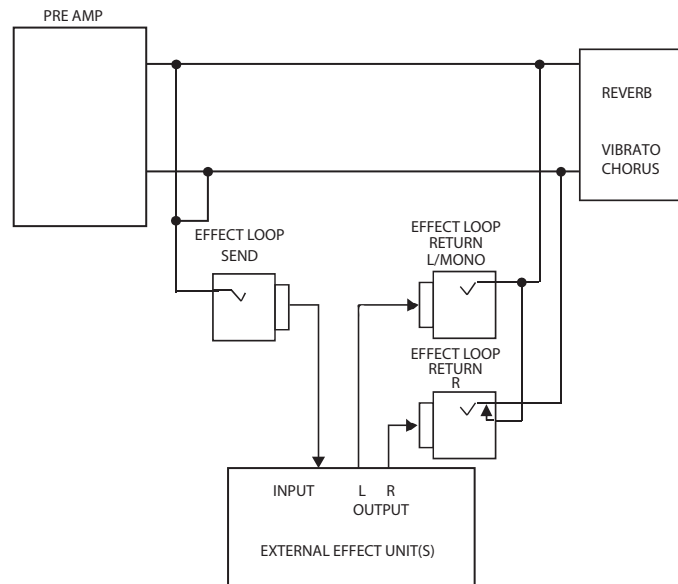 PRE AMP
REVERB
VIBRATO
CHORUS
EFFECT LOOP
SEND
EFFECT LOOP
RETURN
L/MONO
EFFECT LOOP
RETURN
R
INPUT L R
OUTPUT
EXTERNAL EFFECT UNIT(S)